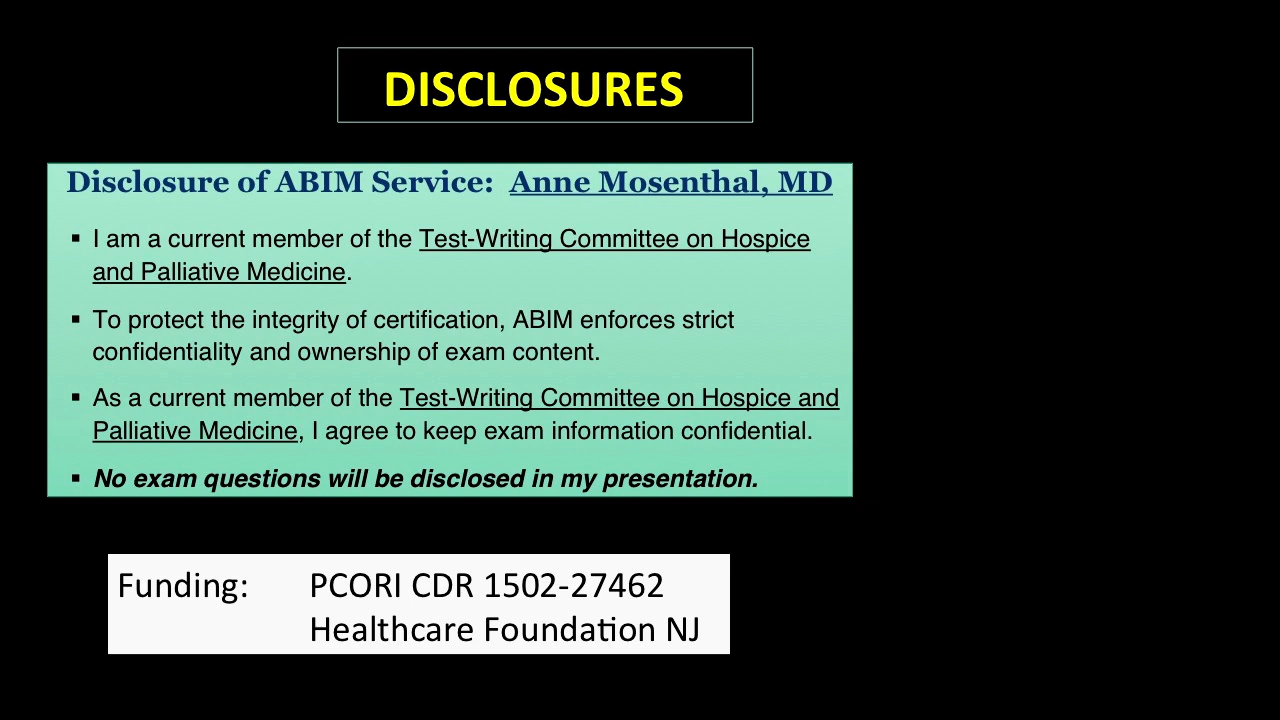 DISCLOSURES
Disclosure of ABIM Service: Anne Mosenthal, MD
▪ I am a current member of the Test-Writing Committee on Hospice
and Palliative Medicine.
▪ To protect the integrity of certification, ABIM enforces strict
confidentiality and ownership of exam content.
▪ As a current member of the Test-Writing Committee on Hospice and
Palliative Medicine, I agree to keep exam information confidential.
▪ No exam questions will be disclosed in my presentation.
Funding: PCORI CDR 1502-27462
Healthcare Foundation NJ